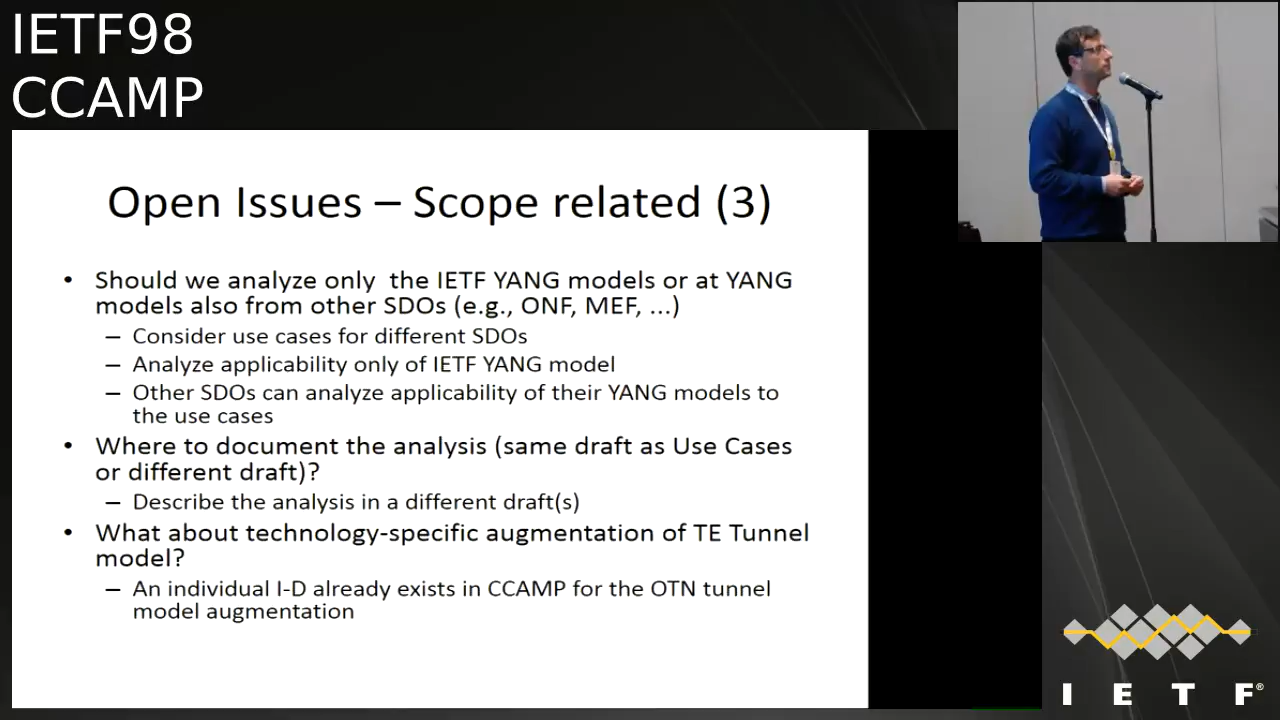 IETF98
CCAMP
Open Issues – Scope related (3)
• Should we analyze only  the IETF YANG models or at YANG
models also from other SDOs (e.g., ONF, MEF, ...)
– Consider use cases for different SDOs
– Analyze applicability only of IETF YANG model
– Other SDOs can analyze applicability of their YANG models to
the use cases
• Where to document the analysis (same draft as Use Cases
or different draft)?
– Describe the analysis in a different draft(s)
• What about technology-specific augmentation of TE Tunnel
model?
– An individual I-D already exists in CCAMP for the OTN tunnel
model augmentation
I E T F®